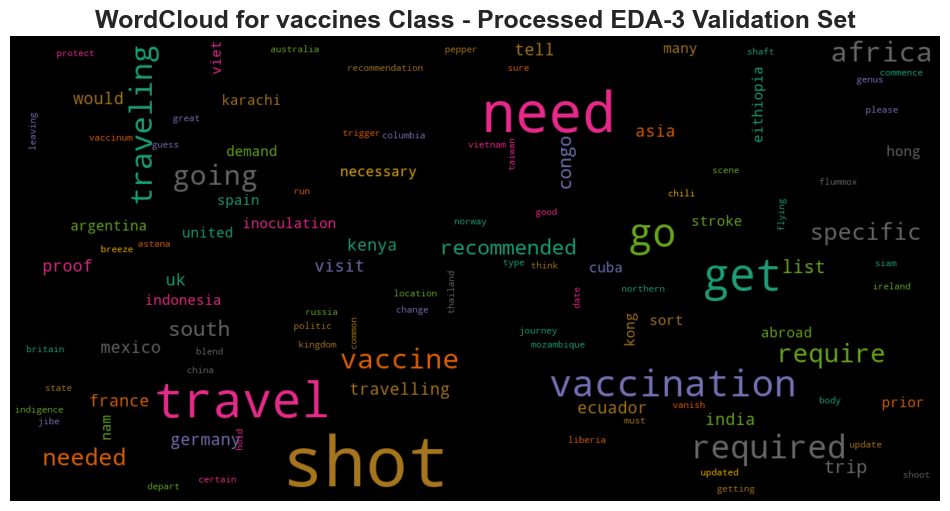 WordCloud for vaccines Class - Processed EDA-3 Validation Set
protect
traveling
viet
australia
pepper
tell
many
shaft
africa
recommendation
sure
commence
genus
would
karachi
need
eithiopia
please
leaving
great
vaccinum
guess
trigger
columbia
asia
vietnam
taiwan
congo
demand
hong
necessary
going
scene
flummox
run
spain
chili
argentina
united
inoculation
norway
good
go
stroke
flying
specific
breeze
astana
kenya
recommended
proof
visit
type
think
cuba
get
list
siam
uk
location
thailand
date
northern
ireland
indonesia
russia
change
south
politic
common
journey
kong
sort
abroad
mexico
blend
kingdom
mozambique
require
britain
china
vaccine
state
travel
travelling
vaccination
france
ecuador
vanish
body
prior
indigence
jibe
nam
germany
hold
must
india
needed
shot
liberia
required
update
certain
updated
trip
shoot
depart
getting